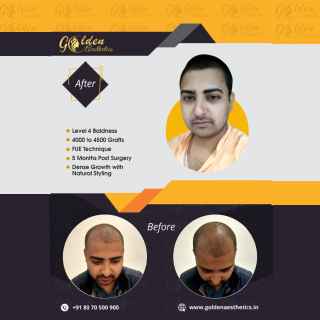 Golden
Aesthetics
After
Level 4 Baldness
4000 to 4500 Grafts
FUE Technique
5 Months Post Surgery
Dense Growth with
Natural Styling
Before
+91 80 70 500 900
www.goldenaesthetics.in